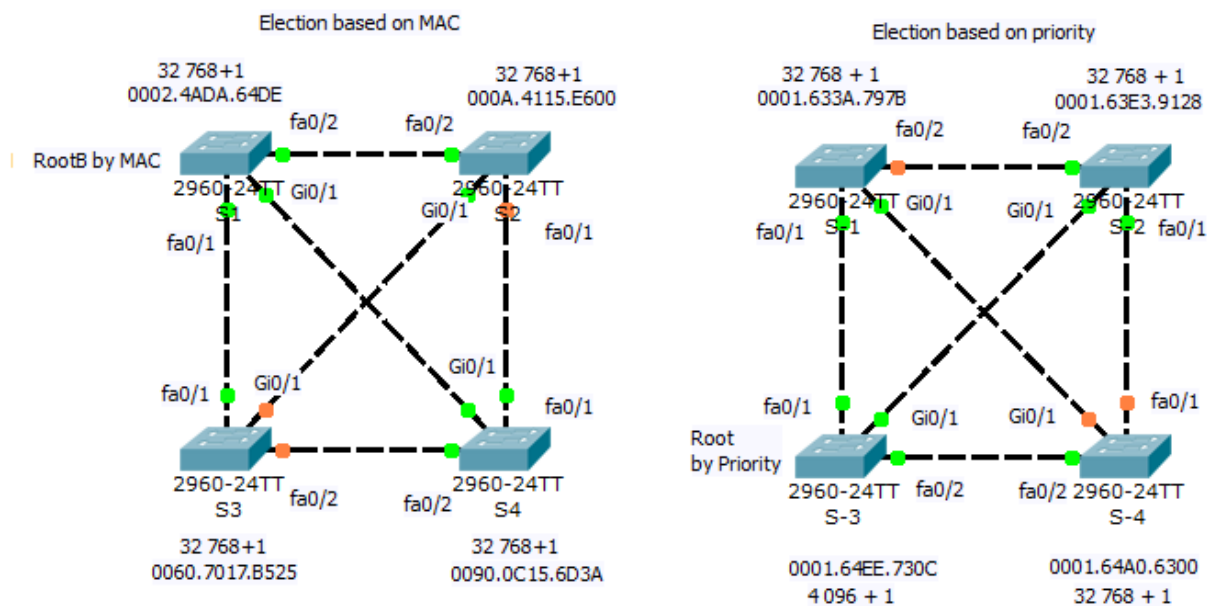 Election based on MAC
32 768+1
0002.4ADA.64DE
32 768+1
000A.4115.E600
fa0/2
fa0/2
RootB by MAC
2960-24TT
S1
Gi0/1
2960-24TT
S2
Gi0/1
fa0/1
fa0/1
fa0/1
Gi0/1
Gi0/1
fa0/1
2960-24TT
S3
fa0/2
fa0/2
2960-24TT
S4
32 768+1
0060.7017.B525
32 768+1
0090.0C15.6D3A
Election based on priority
32 768 + 1
0001.633A.797B
32 768 + 1
0001.63E3.9128
fa0/2
fa0/2
2960-24TT
S-1
Gi0/1
2960-24TT
S-2
Gi0/1
fa0/1
fa0/1
fa0/1
Gi0/1
Gi0/1
fa0/1
Root
by Priority
2960-24TT
S-3
fa0/2
fa0/2
2960-24TT
S-4
0001.64EE.730C
4 096 + 1
0001.64A0.6300
32 768 + 1